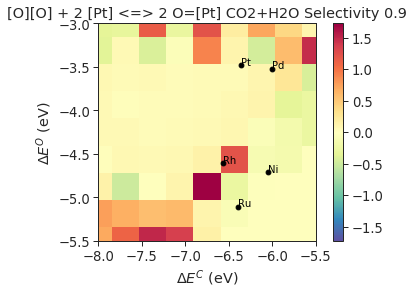 [O][O] + 2 [Pt] <=> 2 O=[Pt] CO2+H2O Selectivity 0.9
−3.0
−3.5
−4.0
−4.5
−5.0
−5.5
ΔE^O (eV)
Pt
Pd
Rh
Ni
Ru
−8.0 −7.5 −7.0 −6.5 −6.0 −5.5
ΔE^C (eV)
1.5
1.0
0.5
0.0
−0.5
−1.0
−1.5